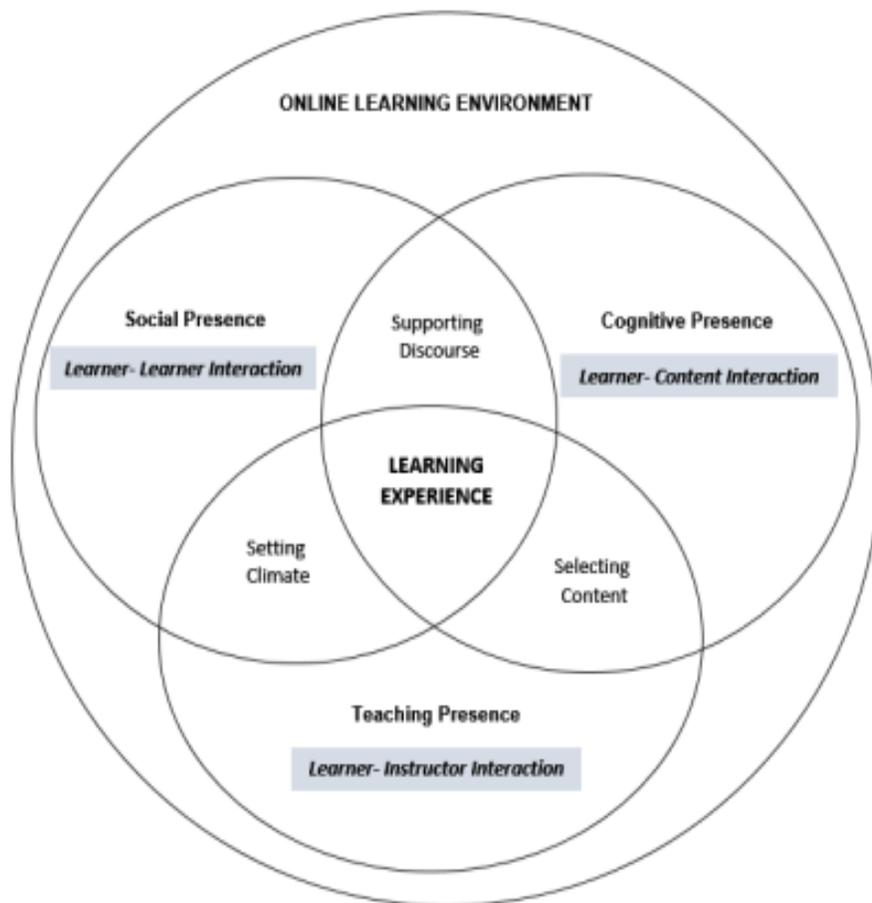 ONLINE LEARNING ENVIRONMENT
Social Presence
Learner- Learner Interaction
Supporting
Discourse
Cognitive Presence
Learner- Content Interaction
LEARNING
EXPERIENCE
Setting
Climate
Selecting
Content
Teaching Presence
Learner- Instructor Interaction